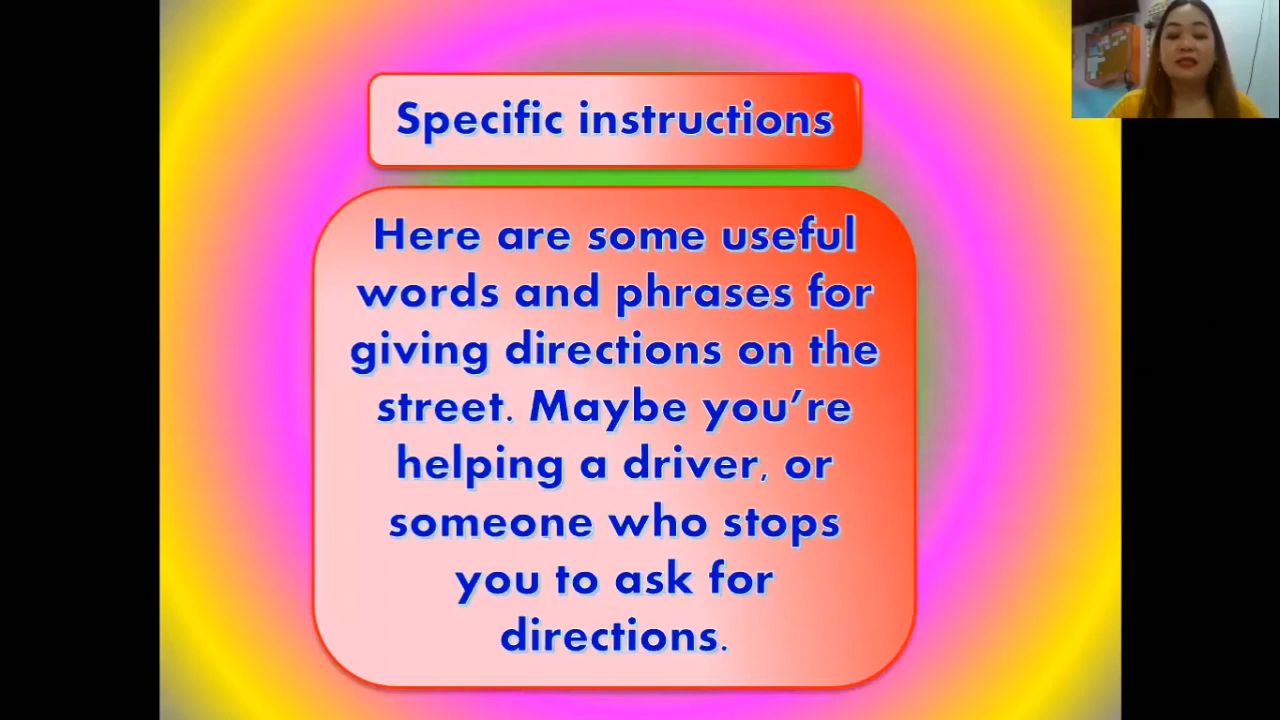 Specific instructions
Here are some useful
words and phrases for
giving directions on the
street. Maybe you’re
helping a driver, or
someone who stops
you to ask for
directions.